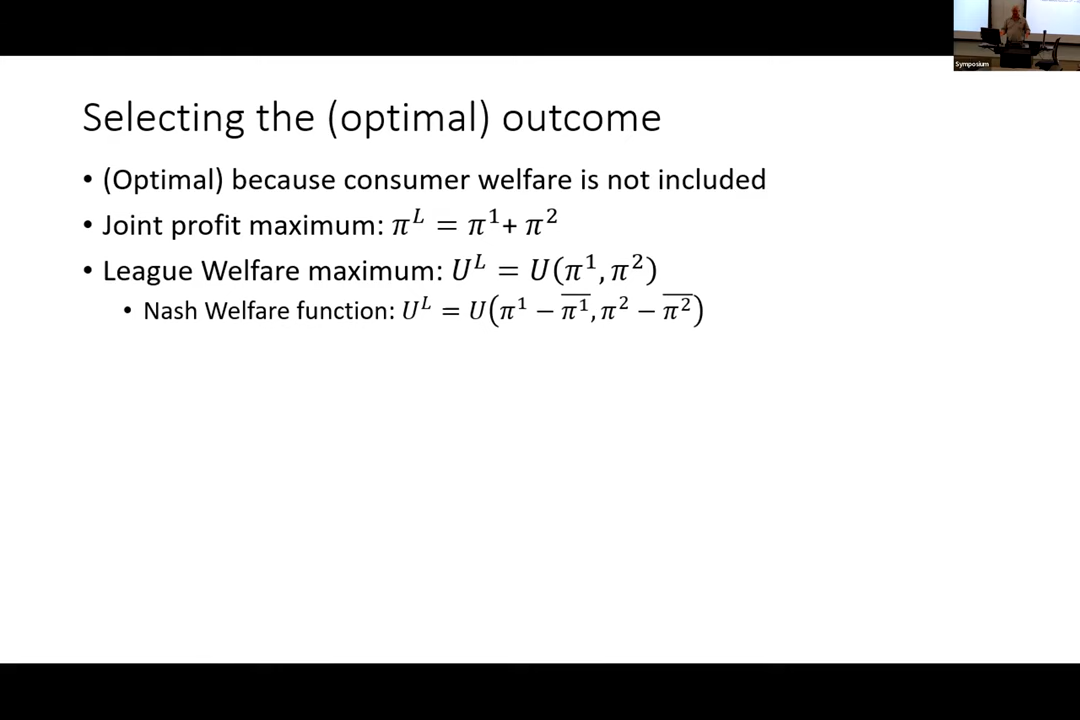 Symposium
Selecting the (optimal) outcome
• (Optimal) because consumer welfare is not included
• Joint profit maximum: π^L = π^1 + π^2
• League Welfare maximum: U^L = U(π^1, π^2)
• Nash Welfare function: U^L = U(π^1 − \overline{π^1}, π^2 − \overline{π^2})